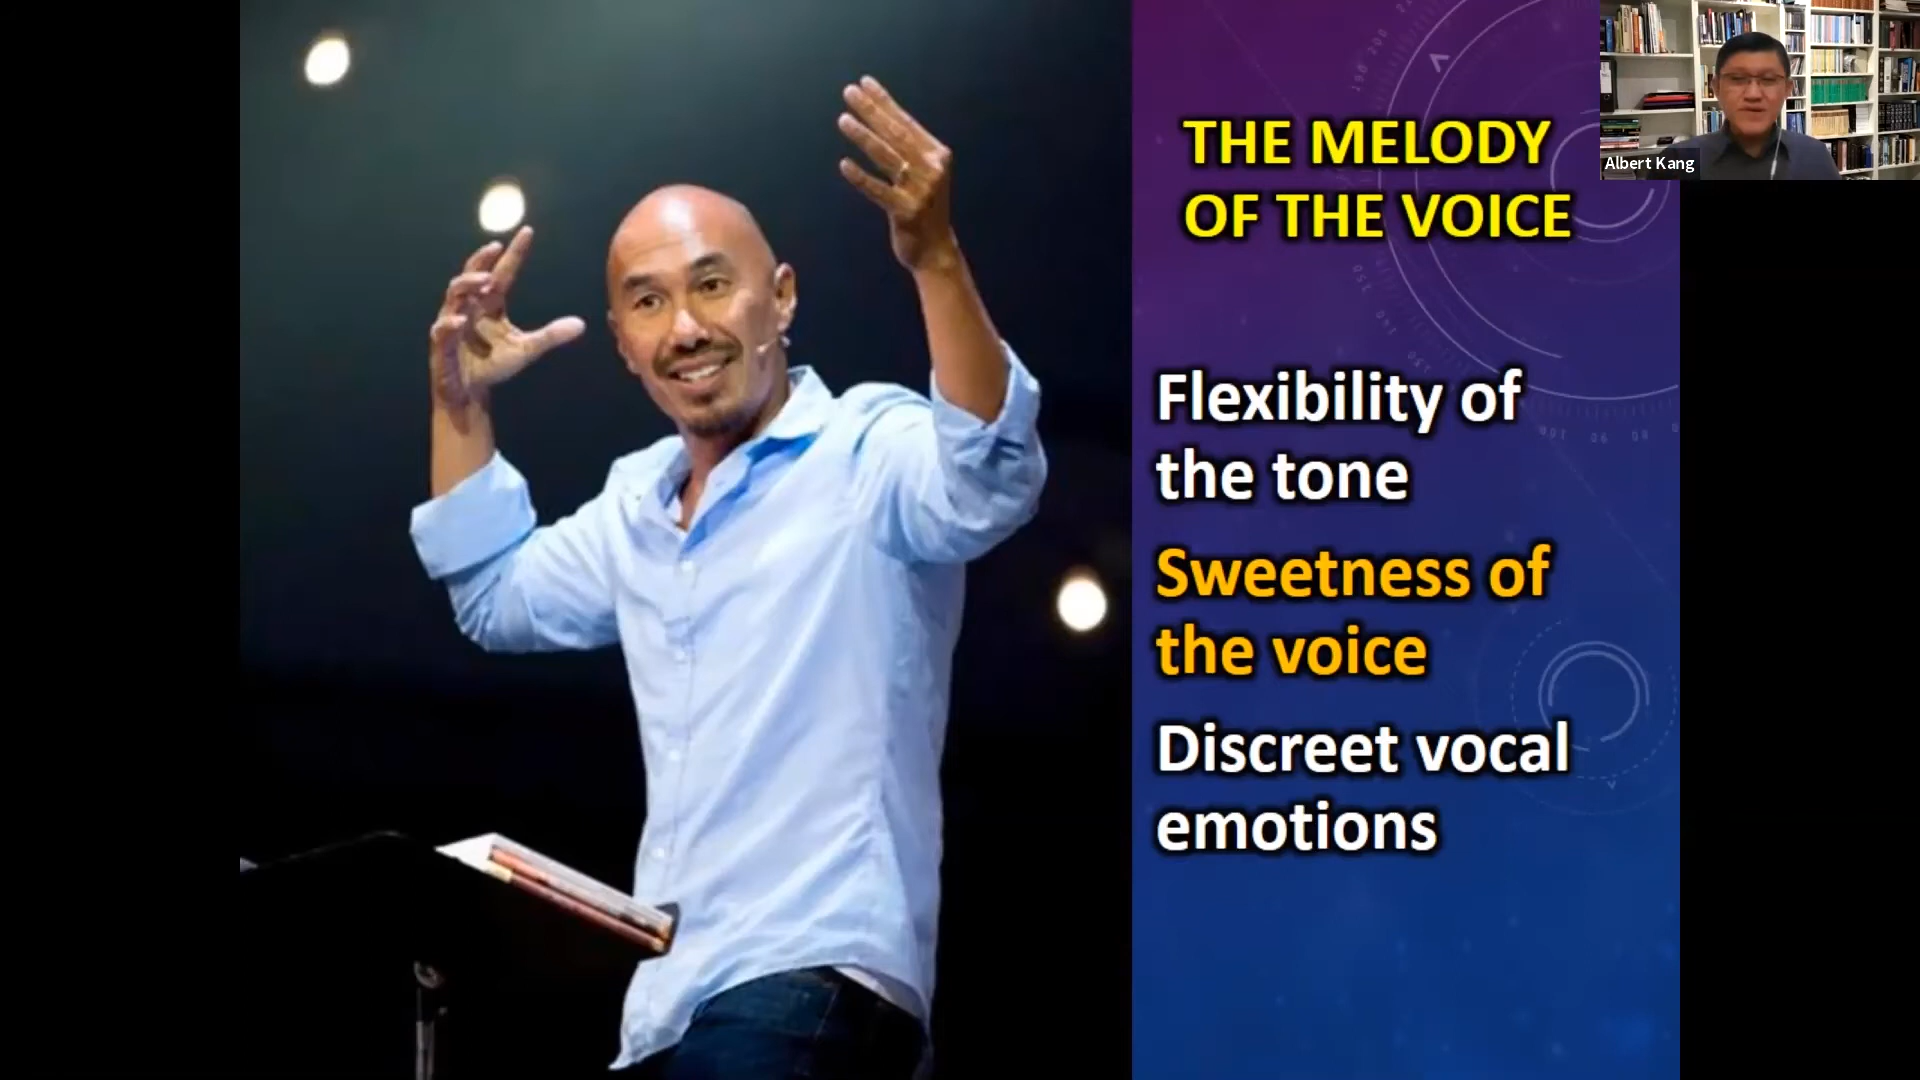 THE MELODY
OF THE VOICE
Flexibility of
the tone
Sweetness of
the voice
Discreet vocal
emotions
Albert Kang